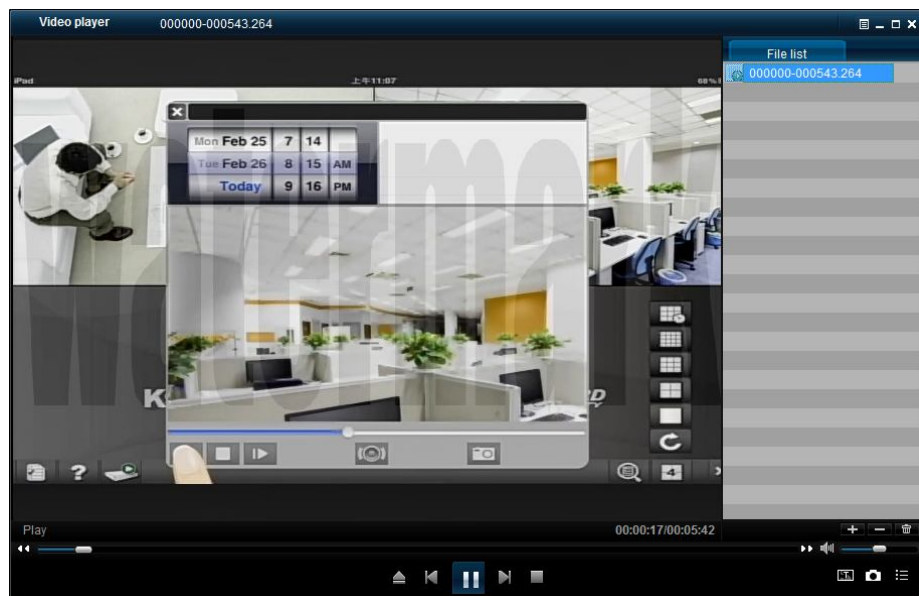 Video player
000000-000543.264
File list
000000-000543.264
iPad
上午11:07
68%
Mon Feb 25 7 14
Tue Feb 26 8 15 AM
Today 9 16 PM
watermark
K
?
4
Play
00:00:17/00:05:42